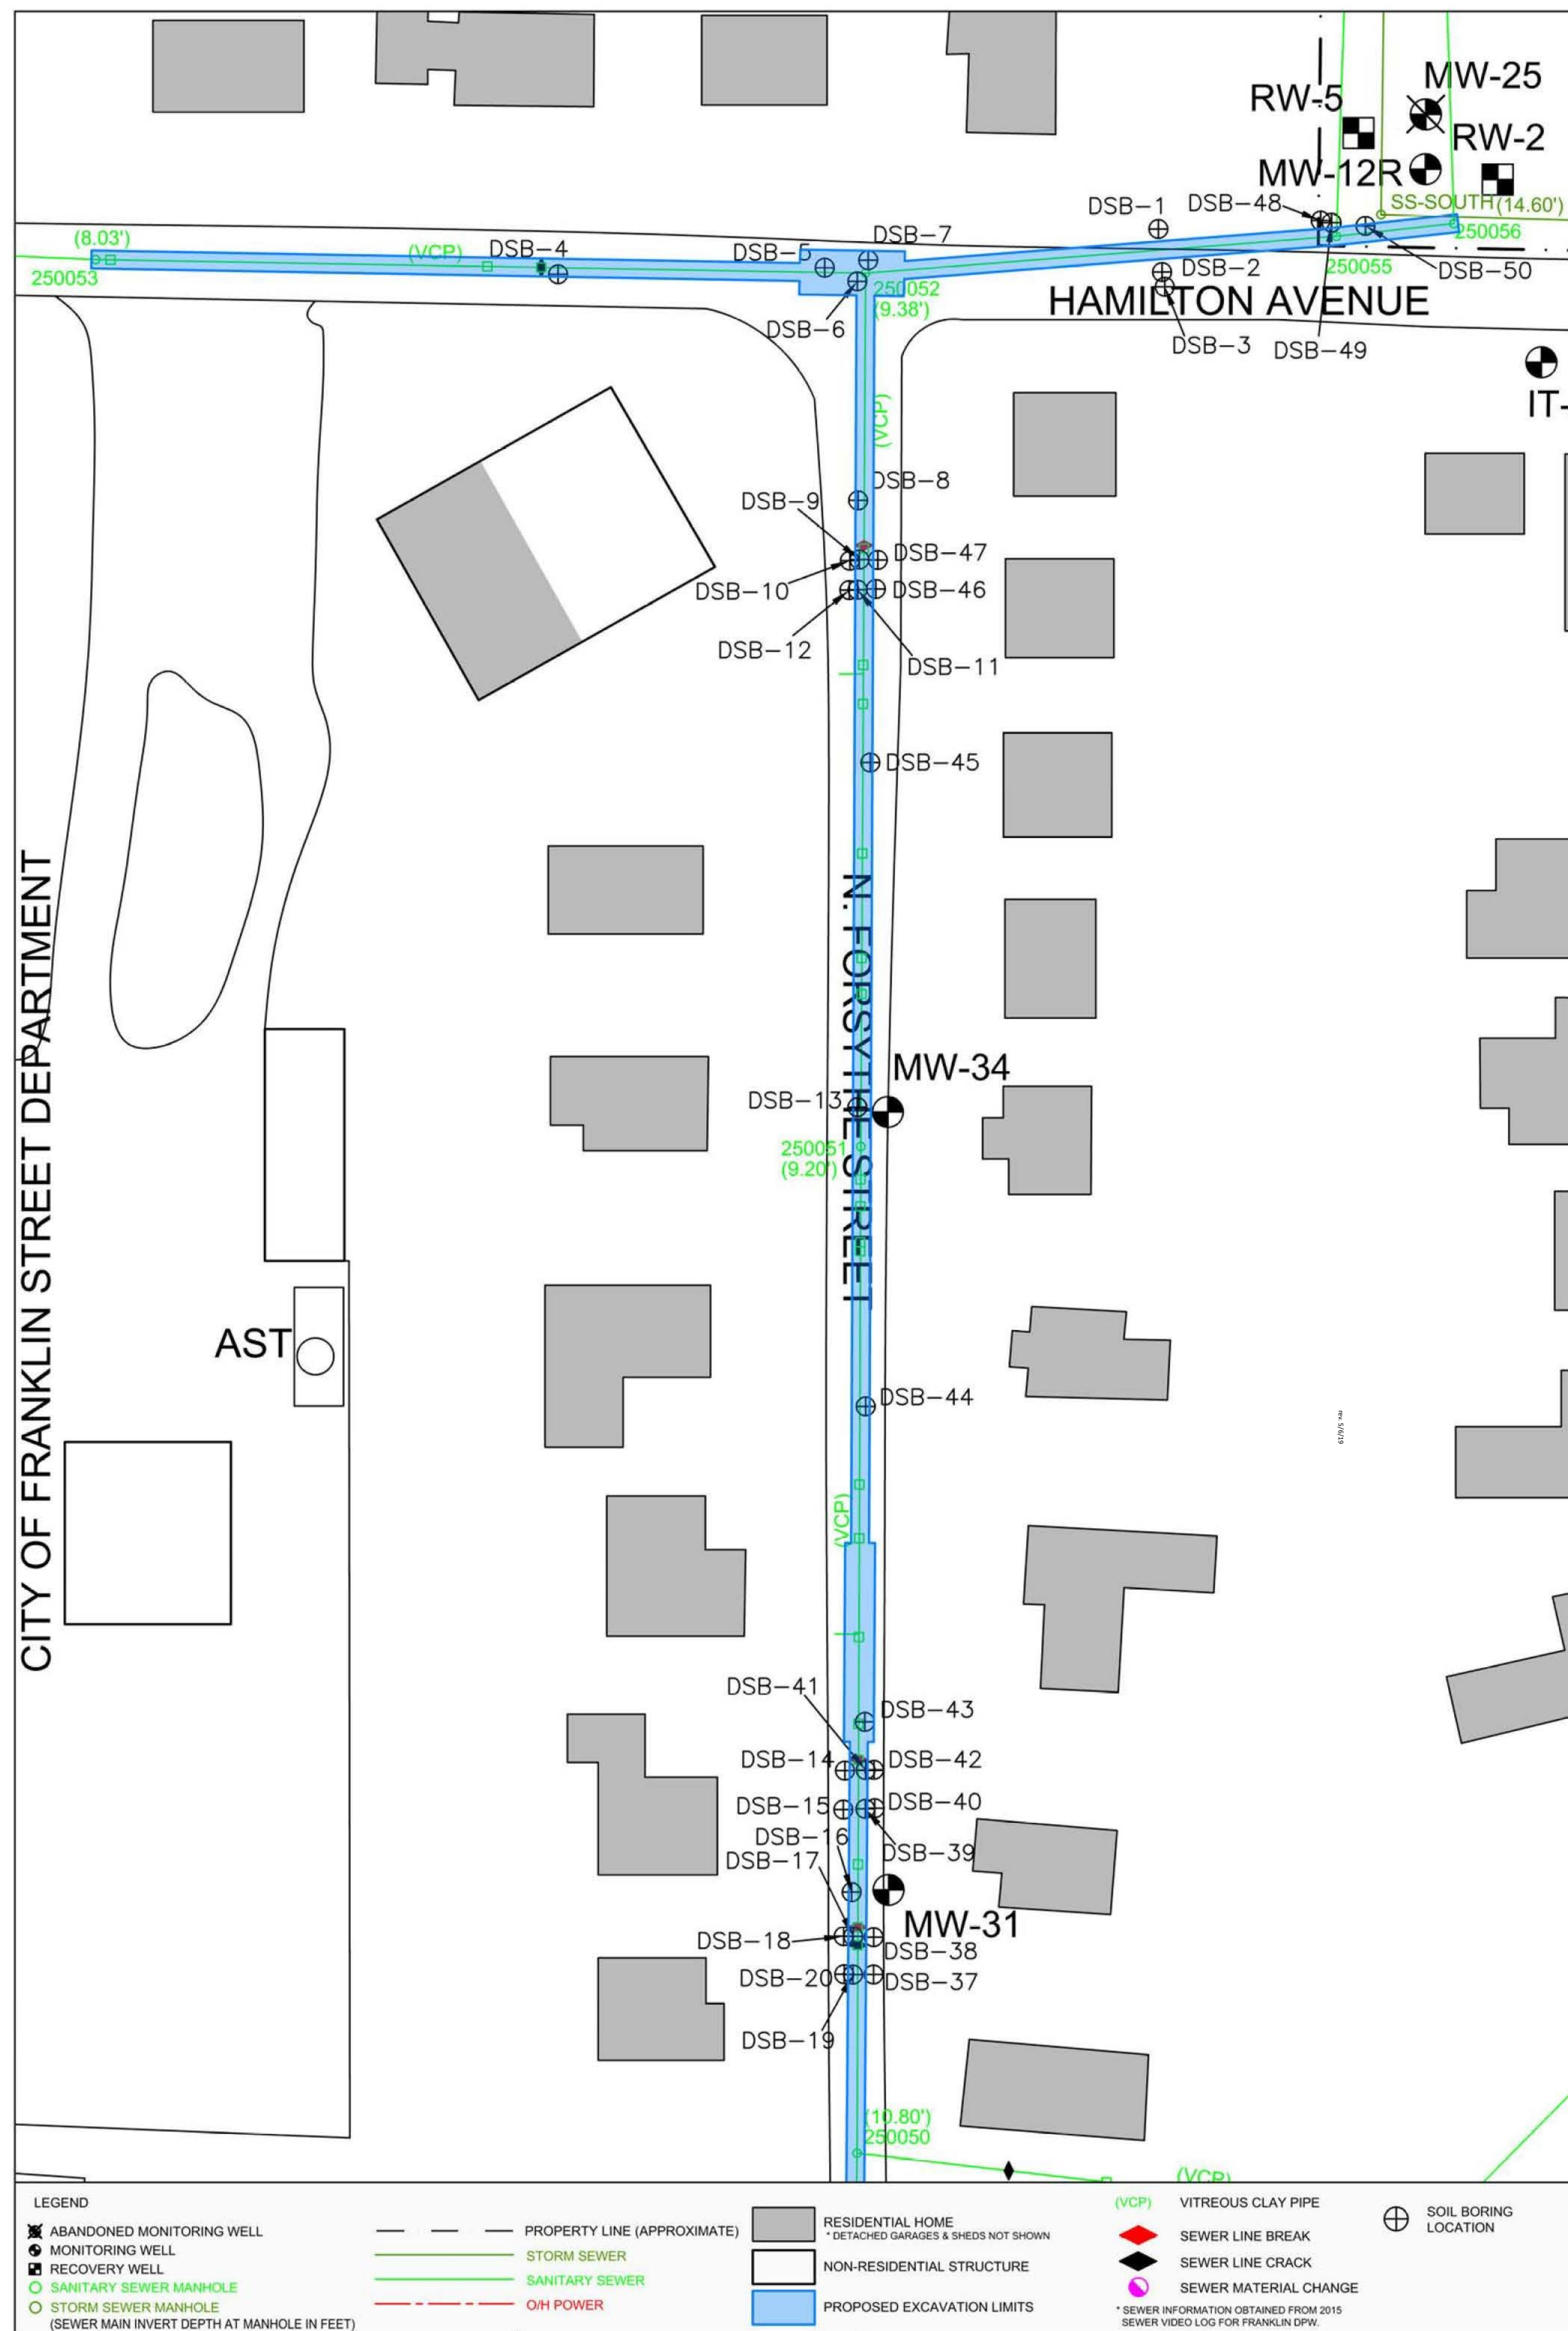 MW-25
RW-5
RW-2
MW-12R
SS-SOUTH (14.60')
DSB-1
DSB-48
DSB-7
(8.03')
(VCP)
DSB-4
DSB-5
250056
250053
250052
(9.38')
DSB-2
250055
DSB-50
HAMILTON AVENUE
DSB-6
DSB-3
DSB-49
IT-
(VCP)
DSB-8
DSB-9
DSB-47
DSB-10
DSB-46
DSB-12
DSB-11
DSB-45
N. FORSYTHE STREET
CITY OF FRANKLIN STREET DEPARTMENT
MW-34
DSB-13
250051
(9.20')
AST
DSB-44
rev. 5/6/19
(VCP)
DSB-41
DSB-43
DSB-14
DSB-42
DSB-15
DSB-40
DSB-16
DSB-39
DSB-17
MW-31
DSB-18
DSB-38
DSB-20
DSB-37
DSB-19
(10.80')
250050
(VCP)
LEGEND
ABANDONED MONITORING WELL
MONITORING WELL
RECOVERY WELL
SANITARY SEWER MANHOLE
STORM SEWER MANHOLE
(SEWER MAIN INVERT DEPTH AT MANHOLE IN FEET)
PROPERTY LINE (APPROXIMATE)
STORM SEWER
SANITARY SEWER
O/H POWER
RESIDENTIAL HOME
* DETACHED GARAGES & SHEDS NOT SHOWN
NON-RESIDENTIAL STRUCTURE
PROPOSED EXCAVATION LIMITS
(VCP) VITREOUS CLAY PIPE
SEWER LINE BREAK
SEWER LINE CRACK
SEWER MATERIAL CHANGE
* SEWER INFORMATION OBTAINED FROM 2015
SEWER VIDEO LOG FOR FRANKLIN DPW.
SOIL BORING
LOCATION